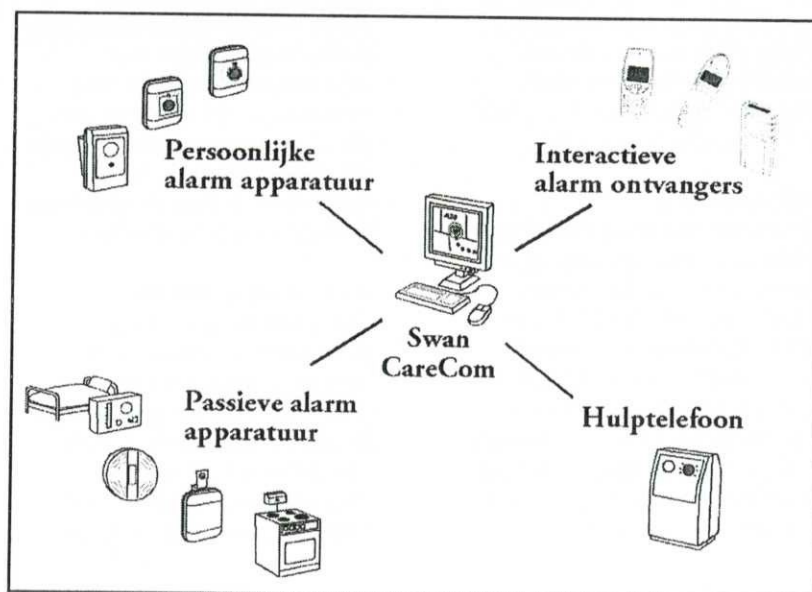 Persoonlijke
alarm apparatuur
Interactieve
alarm ontvangers
Swan
CareCom
Passieve alarm
apparatuur
Hulptelefoon